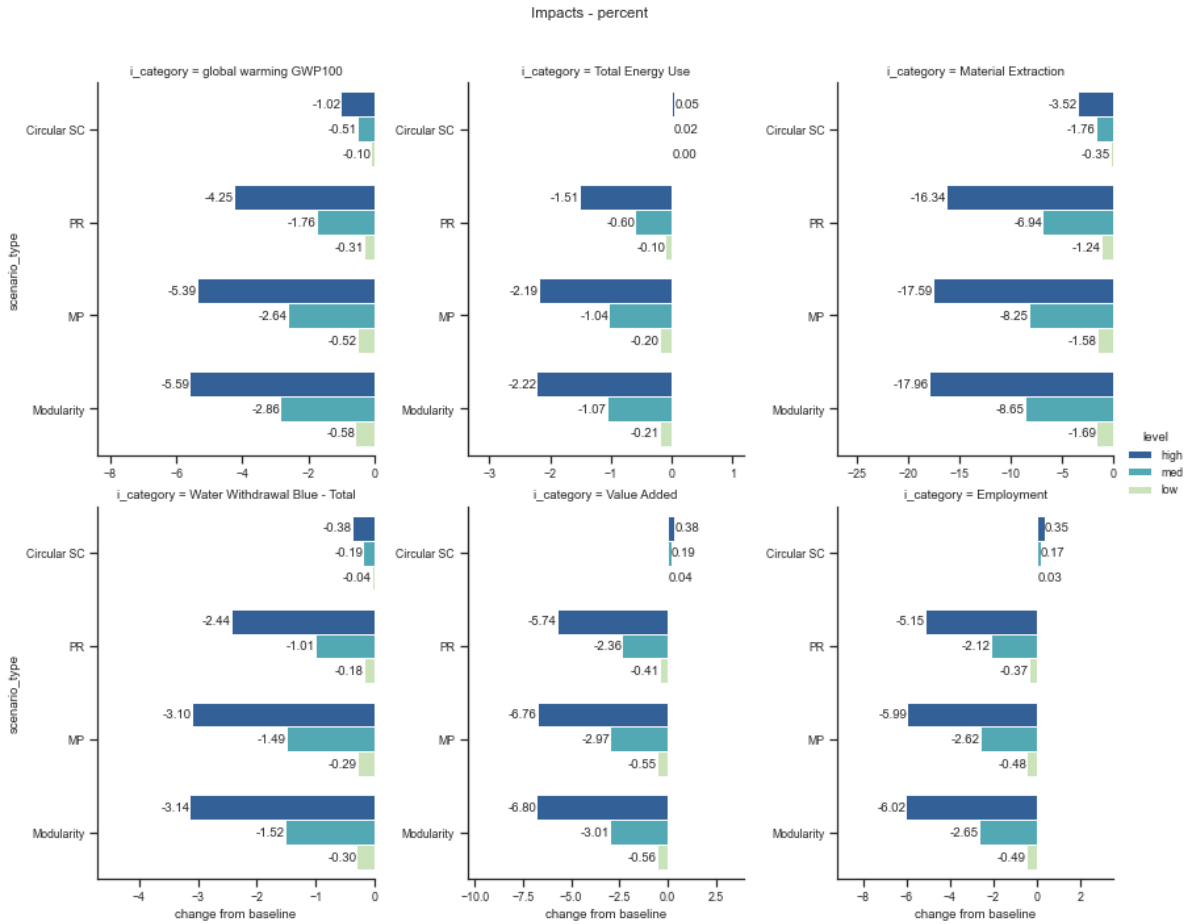 Impacts - percent
i_category = global warming GWP100
i_category = Total Energy Use
i_category = Material Extraction
scenario_type
Circular SC
-1.02
-0.51
-0.10
PR
-4.25
-1.76
-0.31
MP
-5.39
-2.64
-0.52
Modularity
-5.59
-2.86
-0.58
−8 −6 −4 −2 0
Circular SC
0.05
0.02
0.00
PR
-1.51
-0.60
-0.10
MP
-2.19
-1.04
-0.20
Modularity
-2.22
-1.07
-0.21
−3 −2 −1 0 1
Circular SC
-3.52
-1.76
-0.35
PR
-16.34
-6.94
-1.24
MP
-17.59
-8.25
-1.58
Modularity
-17.96
-8.65
-1.69
−25 −20 −15 −10 −5 0
level
high
med
low
i_category = Water Withdrawal Blue - Total
i_category = Value Added
i_category = Employment
scenario_type
Circular SC
-0.38
-0.19
-0.04
PR
-2.44
-1.01
-0.18
MP
-3.10
-1.49
-0.29
Modularity
-3.14
-1.52
-0.30
−4 −3 −2 −1 0
change from baseline
Circular SC
0.38
0.19
0.04
PR
-5.74
-2.36
-0.41
MP
-6.76
-2.97
-0.55
Modularity
-6.80
-3.01
-0.56
−10.0 −7.5 −5.0 −2.5 0.0 2.5
change from baseline
Circular SC
0.35
0.17
0.03
PR
-5.15
-2.12
-0.37
MP
-5.99
-2.62
-0.48
Modularity
-6.02
-2.65
-0.49
−8 −6 −4 −2 0 2
change from baseline